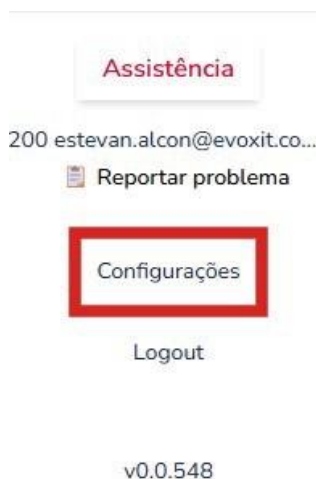 Assistência
200 estevan.alcon@evoxit.co...
Reportar problema
Configurações
Logout
v0.0.548